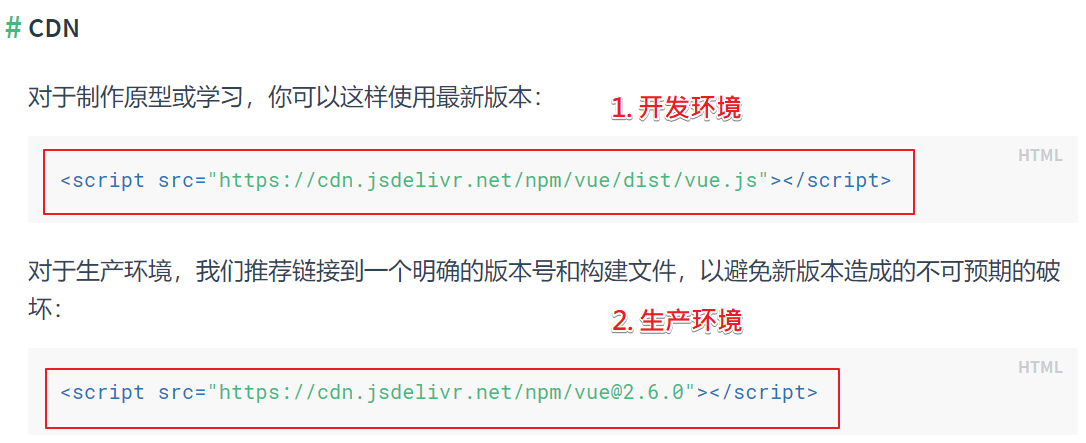 # CDN
对于制作原型或学习，你可以这样使用最新版本：
1. 开发环境
HTML
<script src="https://cdn.jsdelivr.net/npm/vue/dist/vue.js"></script>
对于生产环境，我们推荐链接到一个明确的版本号和构建文件，以避免新版本造成的不可预期的破
坏：
2. 生产环境
HTML
<script src="https://cdn.jsdelivr.net/npm/vue@2.6.0"></script>